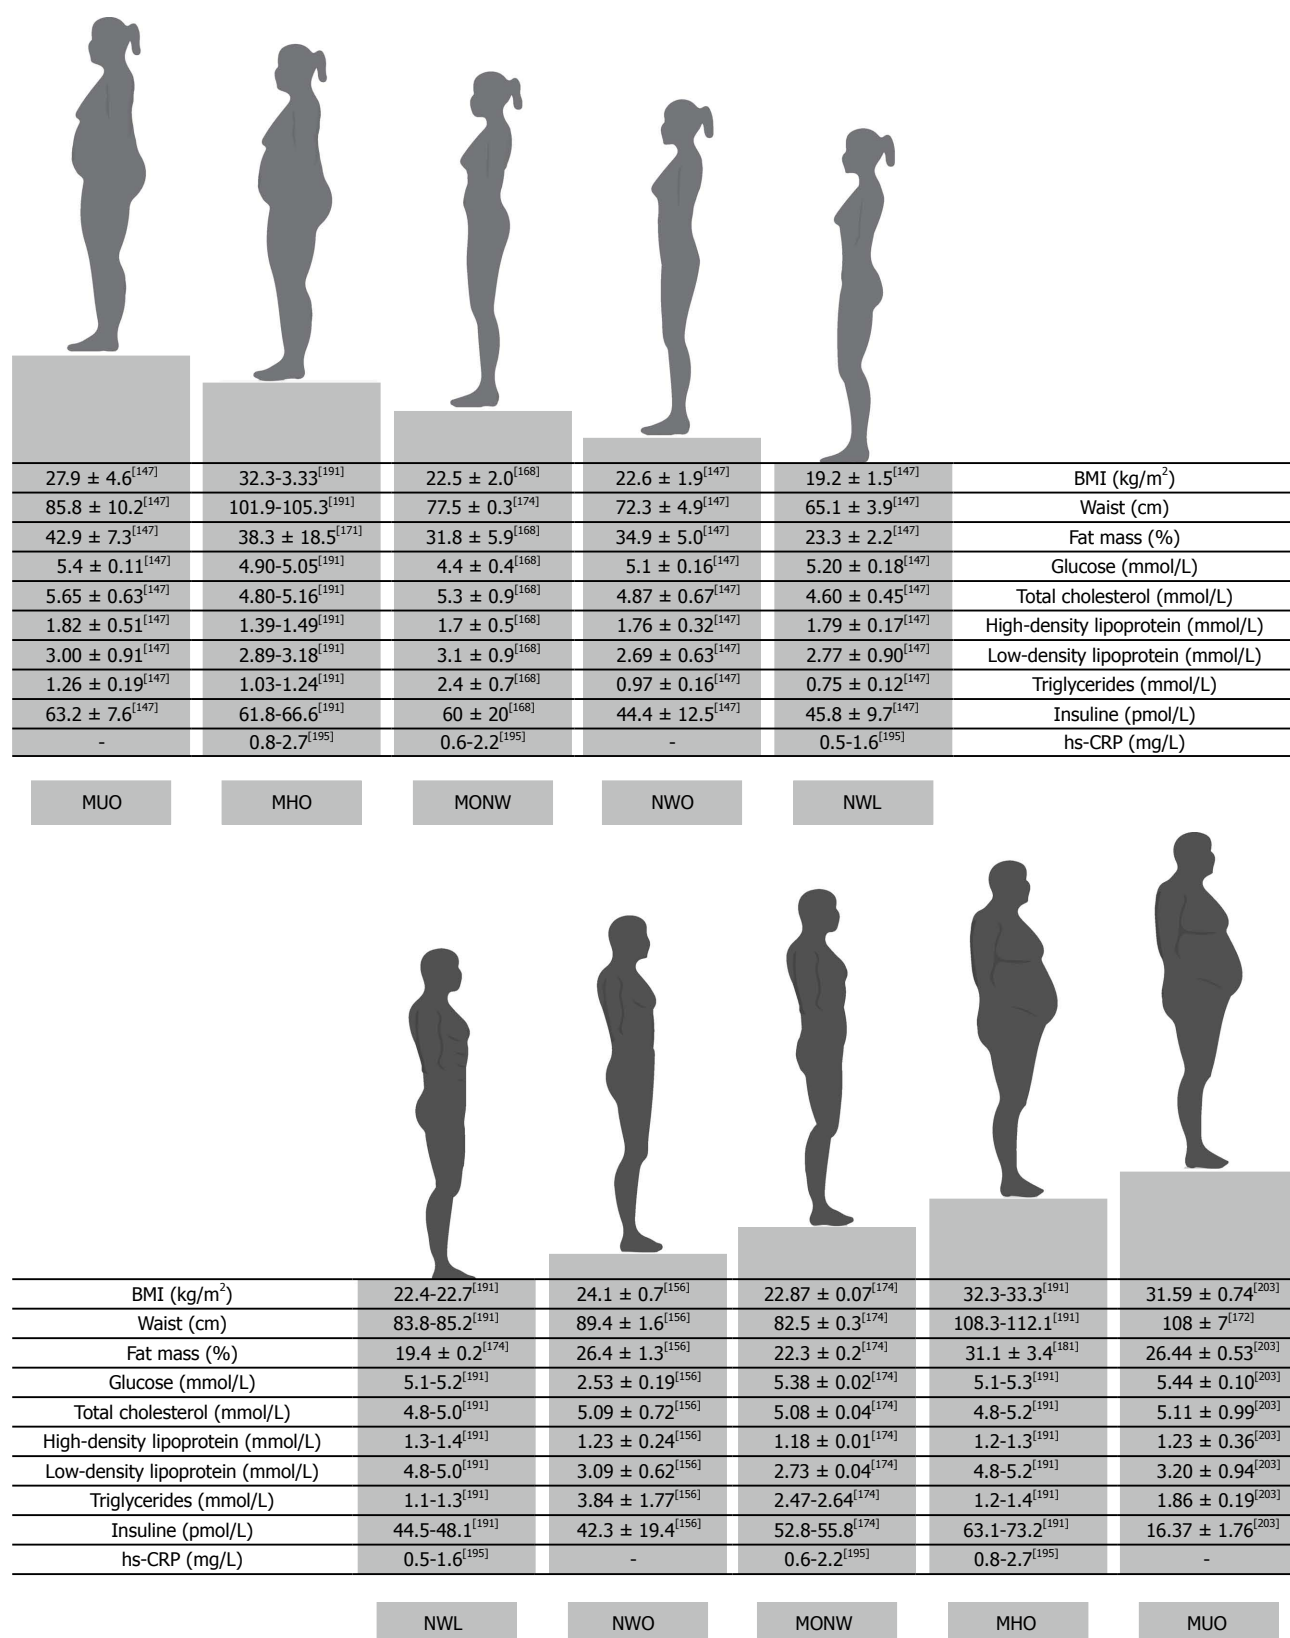 27.9 ± 4.6[147] 32.3-3.33[191] 22.5 ± 2.0[168] 22.6 ± 1.9[147] 19.2 ± 1.5[147] BMI (kg/m2)
85.8 ± 10.2[147] 101.9-105.3[191] 77.5 ± 0.3[174] 72.3 ± 4.9[147] 65.1 ± 3.9[147] Waist (cm)
42.9 ± 7.3[147] 38.3 ± 18.5[171] 31.8 ± 5.9[168] 34.9 ± 5.0[147] 23.3 ± 2.2[147] Fat mass (%)
5.4 ± 0.11[147] 4.90-5.05[191] 4.4 ± 0.4[168] 5.1 ± 0.16[147] 5.20 ± 0.18[147] Glucose (mmol/L)
5.65 ± 0.63[147] 4.80-5.16[191] 5.3 ± 0.9[168] 4.87 ± 0.67[147] 4.60 ± 0.45[147] Total cholesterol (mmol/L)
1.82 ± 0.51[147] 1.39-1.49[191] 1.7 ± 0.5[168] 1.76 ± 0.32[147] 1.79 ± 0.17[147] High-density lipoprotein (mmol/L)
3.00 ± 0.91[147] 2.89-3.18[191] 3.1 ± 0.9[168] 2.69 ± 0.63[147] 2.77 ± 0.90[147] Low-density lipoprotein (mmol/L)
1.26 ± 0.19[147] 1.03-1.24[191] 2.4 ± 0.7[168] 0.97 ± 0.16[147] 0.75 ± 0.12[147] Triglycerides (mmol/L)
63.2 ± 7.6[147] 61.8-66.6[191] 60 ± 20[168] 44.4 ± 12.5[147] 45.8 ± 9.7[147] Insuline (pmol/L)
- 0.8-2.7[195] 0.6-2.2[195] - 0.5-1.6[195] hs-CRP (mg/L)
MUO MHO MONW NWO NWL
BMI (kg/m2) 22.4-22.7[191] 24.1 ± 0.7[156] 22.87 ± 0.07[174] 32.3-33.3[191] 31.59 ± 0.74[203]
Waist (cm) 83.8-85.2[191] 89.4 ± 1.6[156] 82.5 ± 0.3[174] 108.3-112.1[191] 108 ± 7[172]
Fat mass (%) 19.4 ± 0.2[174] 26.4 ± 1.3[156] 22.3 ± 0.2[174] 31.1 ± 3.4[181] 26.44 ± 0.53[203]
Glucose (mmol/L) 5.1-5.2[191] 2.53 ± 0.19[156] 5.38 ± 0.02[174] 5.1-5.3[191] 5.44 ± 0.10[203]
Total cholesterol (mmol/L) 4.8-5.0[191] 5.09 ± 0.72[156] 5.08 ± 0.04[174] 4.8-5.2[191] 5.11 ± 0.99[203]
High-density lipoprotein (mmol/L) 1.3-1.4[191] 1.23 ± 0.24[156] 1.18 ± 0.01[174] 1.2-1.3[191] 1.23 ± 0.36[203]
Low-density lipoprotein (mmol/L) 4.8-5.0[191] 3.09 ± 0.62[156] 2.73 ± 0.04[174] 4.8-5.2[191] 3.20 ± 0.94[203]
Triglycerides (mmol/L) 1.1-1.3[191] 3.84 ± 1.77[156] 2.47-2.64[174] 1.2-1.4[191] 1.86 ± 0.19[203]
Insuline (pmol/L) 44.5-48.1[191] 42.3 ± 19.4[156] 52.8-55.8[174] 63.1-73.2[191] 16.37 ± 1.76[203]
hs-CRP (mg/L) 0.5-1.6[195] - 0.6-2.2[195] 0.8-2.7[195] -
NWL NWO MONW MHO MUO